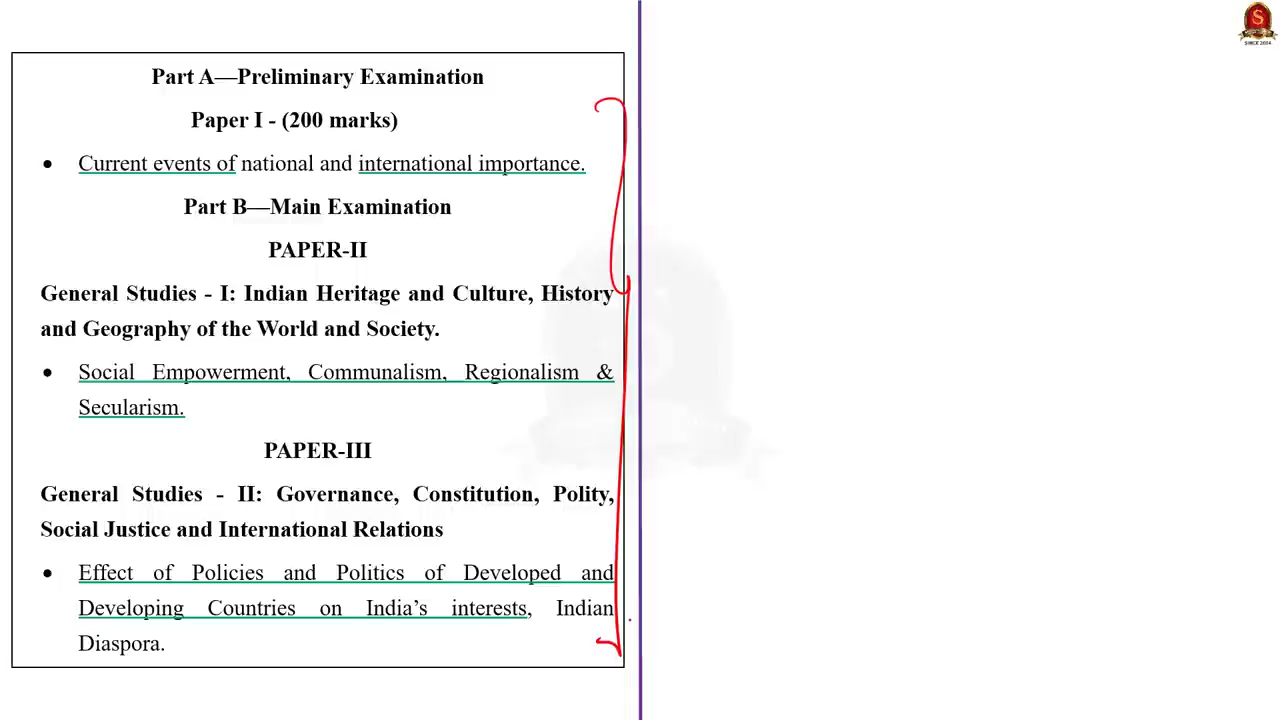 Part A—Preliminary Examination
Paper I - (200 marks)
• Current events of national and international importance.
Part B—Main Examination
PAPER-II
General Studies - I: Indian Heritage and Culture, History
and Geography of the World and Society.
• Social Empowerment, Communalism, Regionalism &
Secularism.
PAPER-III
General Studies - II: Governance, Constitution, Polity,
Social Justice and International Relations
• Effect of Policies and Politics of Developed and
Developing Countries on India's interests, Indian
Diaspora.
S
SINCE 2004